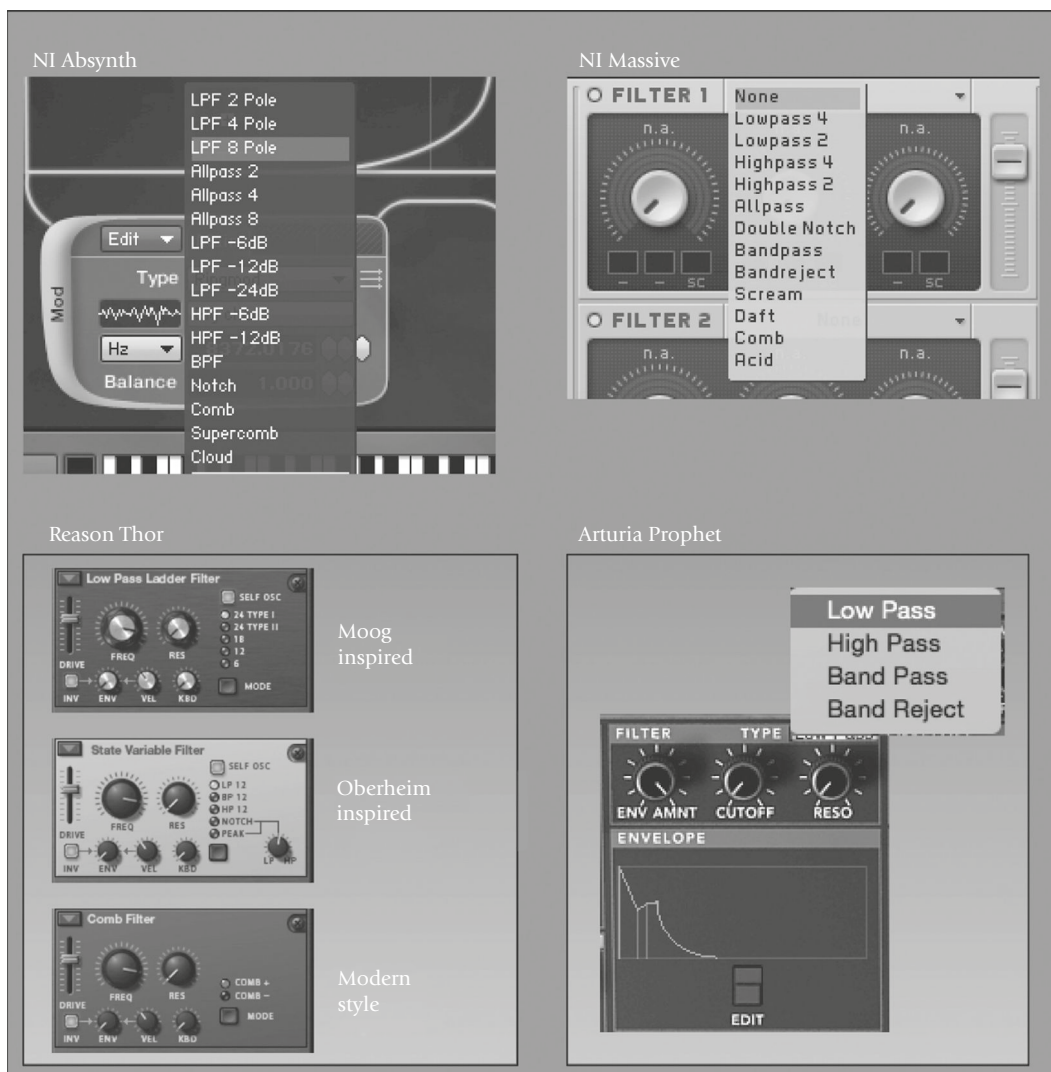 NI Absynth
LPF 2 Pole
LPF 4 Pole
LPF 8 Pole
Allpass 2
Allpass 4
Allpass 8
LPF -6dB
LPF -12dB
LPF -24dB
HPF -6dB
HPF -12dB
BPF
Notch
Comb
Supercomb
Cloud
Edit
Type
Mod
Hz
Balance 1.000
NI Massive
FILTER 1
None
Lowpass 4
Lowpass 2
Highpass 4
Highpass 2
Allpass
Double Notch
Bandpass
Bandreject
Scream
Daft
Comb
Acid
n.a.
n.a.
– – SC
– SC
FILTER 2 None
n.a.
n.a.
Reason Thor
Low Pass Ladder Filter
SELF OSC
24 TYPE I
24 TYPE II
18
12
6
MODE
DRIVE
FREQ RES
INV ENV VEL KBD
Moog
inspired
State Variable Filter
SELF OSC
LP 12
BP 12
HP 12
NOTCH
PEAK
LP HP
DRIVE
FREQ RES
INV ENV VEL KBD
Oberheim
inspired
Comb Filter
COMB +
COMB –
MODE
DRIVE
FREQ RES
INV ENV VEL KBD
Modern
style
Arturia Prophet
Low Pass
High Pass
Band Pass
Band Reject
FILTER TYPE
ENV AMNT CUTOFF RESO
ENVELOPE
EDIT